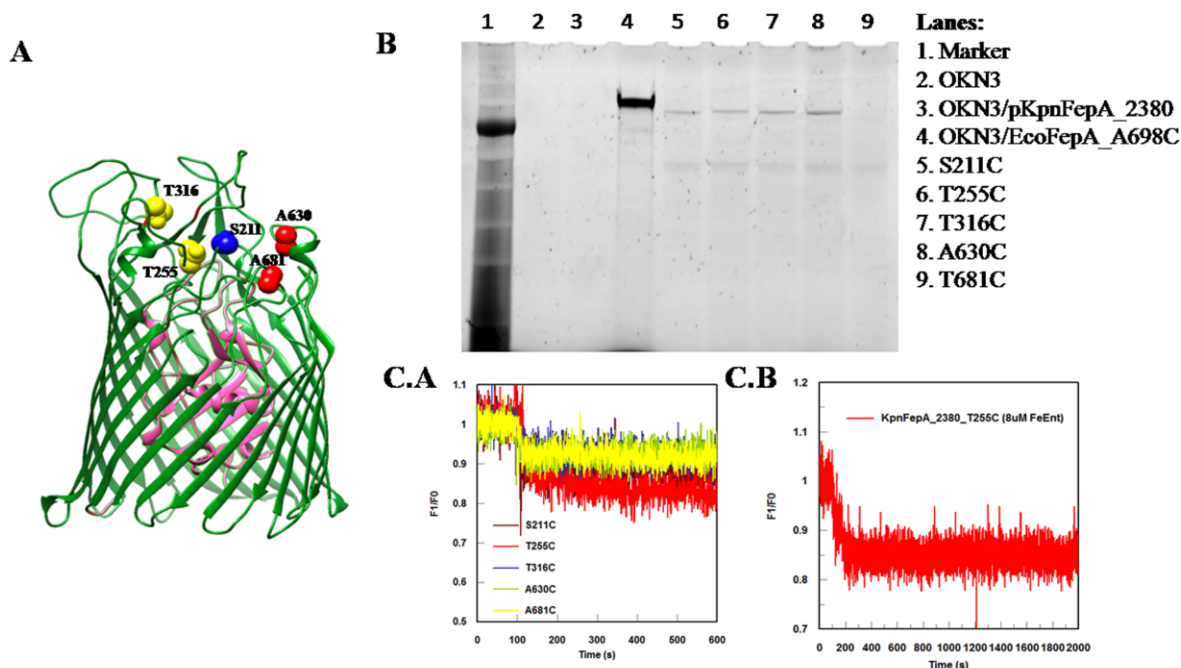 A
T316
S211
A630
T255
A681
B
1 2 3 4 5 6 7 8 9
Lanes:
1. Marker
2. OKN3
3. OKN3/pKpnFepA_2380
4. OKN3/EcoFepA_A698C
5. S211C
6. T255C
7. T316C
8. A630C
9. T681C
C.A
1.1
1
0.9
0.8
0.7
0.6
0.5
F1/F0
S211C
T255C
T316C
A630C
A681C
0 100 200 300 400 500 600
Time (s)
C.B
1.2
1.1
1
0.9
0.8
0.7
F1/F0
KpnFepA_2380_T255C (8uM FeEnt)
0 200 400 600 800 1000 1200 1400 1600 1800 2000
Time (s)